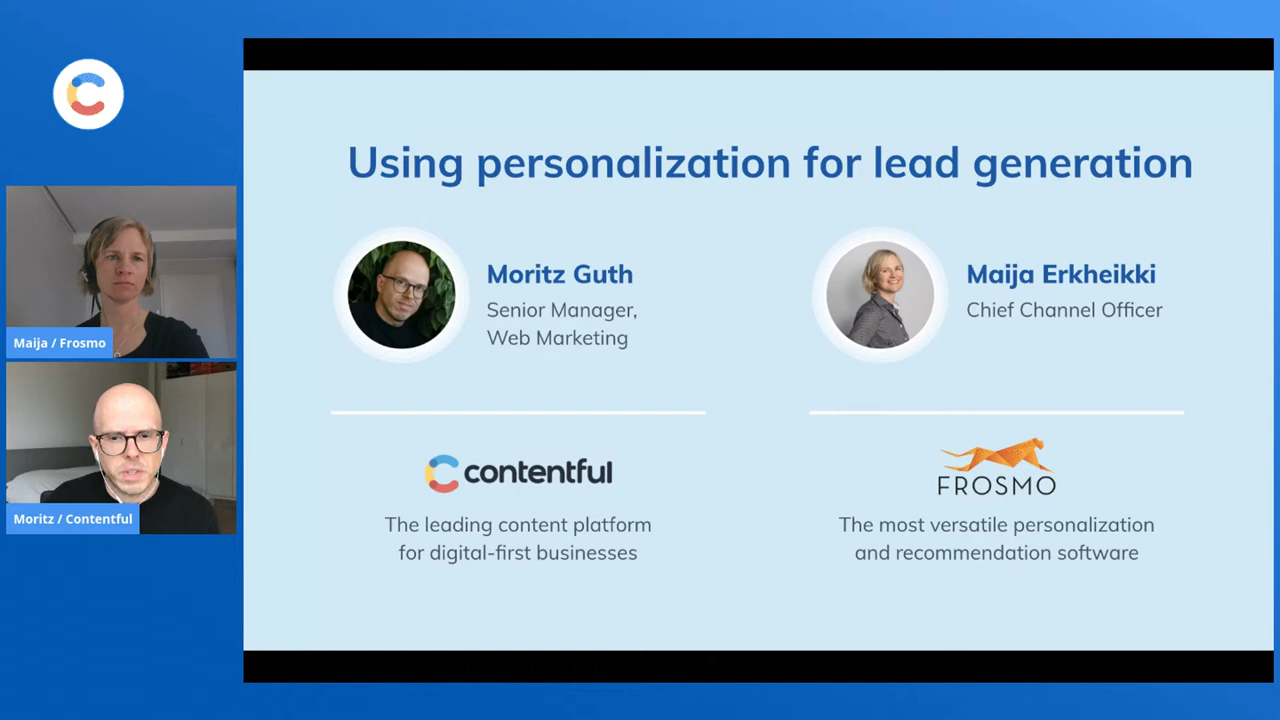 Using personalization for lead generation
Moritz Guth
Senior Manager,
Web Marketing
Maija Erkheikki
Chief Channel Officer
Maija / Frosmo
Moritz / Contentful
contentful
The leading content platform
for digital-first businesses
FROSMO
The most versatile personalization
and recommendation software